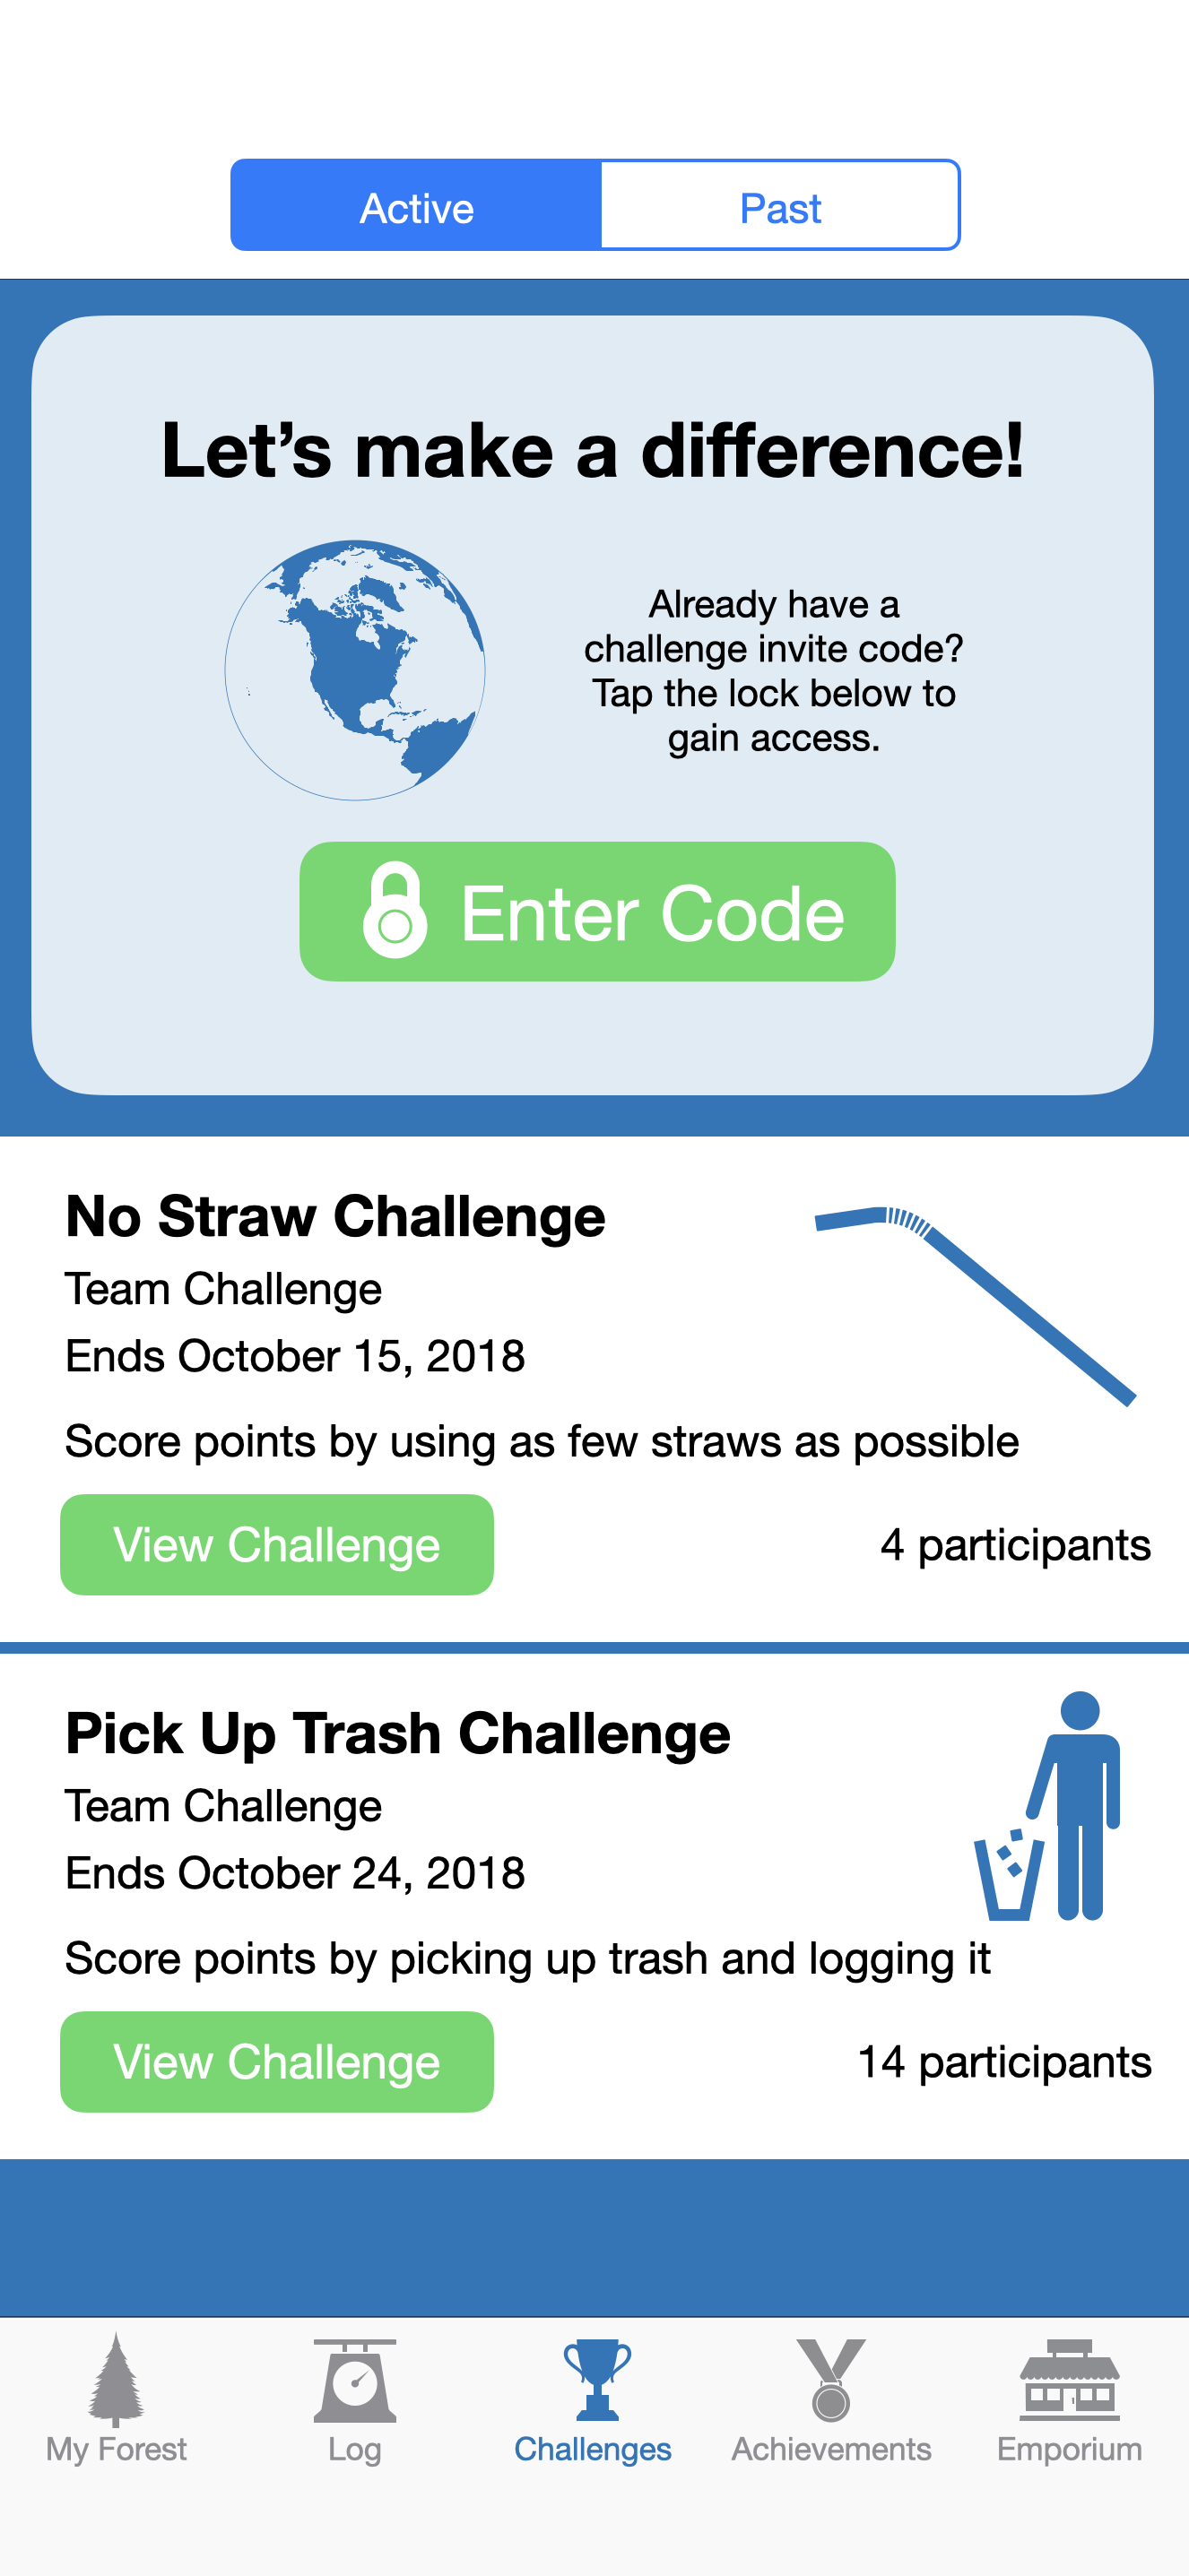 Active
Past
Let’s make a difference!
Already have a
challenge invite code?
Tap the lock below to
gain access.
Enter Code
No Straw Challenge
Team Challenge
Ends October 15, 2018
Score points by using as few straws as possible
View Challenge
4 participants
Pick Up Trash Challenge
Team Challenge
Ends October 24, 2018
Score points by picking up trash and logging it
View Challenge
14 participants
My Forest
Log
Challenges
Achievements
Emporium